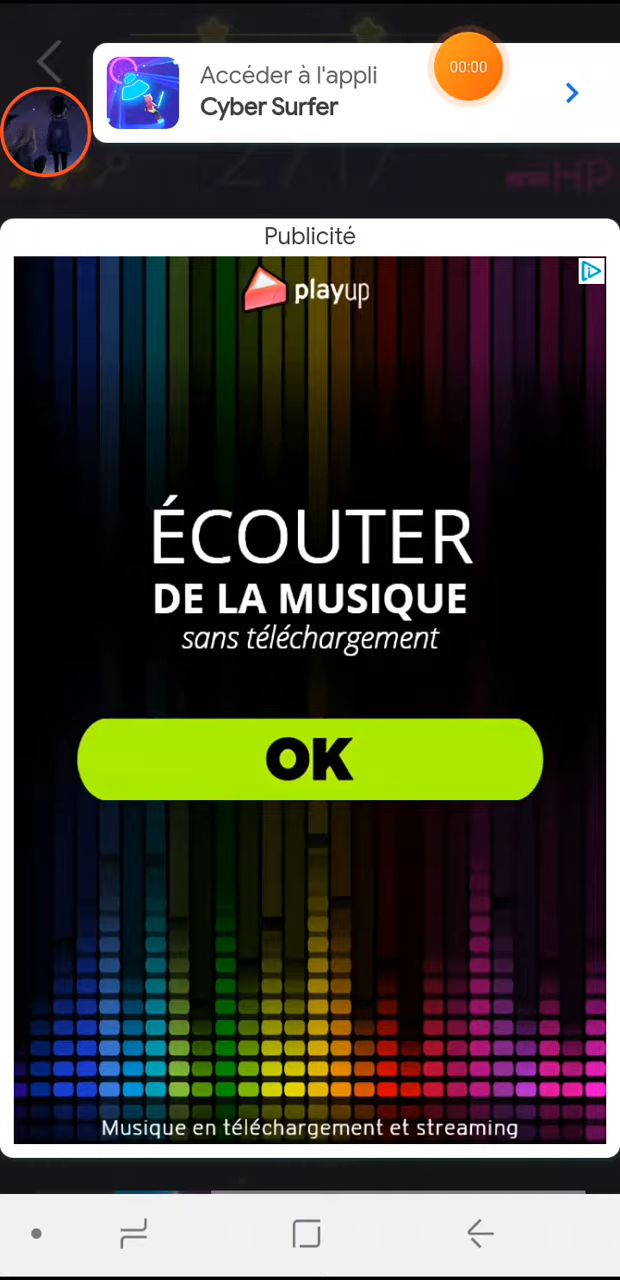 Accéder à l'appli
Cyber Surfer
00:00
HP
Publicité
playup
ÉCOUTER
DE LA MUSIQUE
sans téléchargement
OK
Musique en téléchargement et streaming